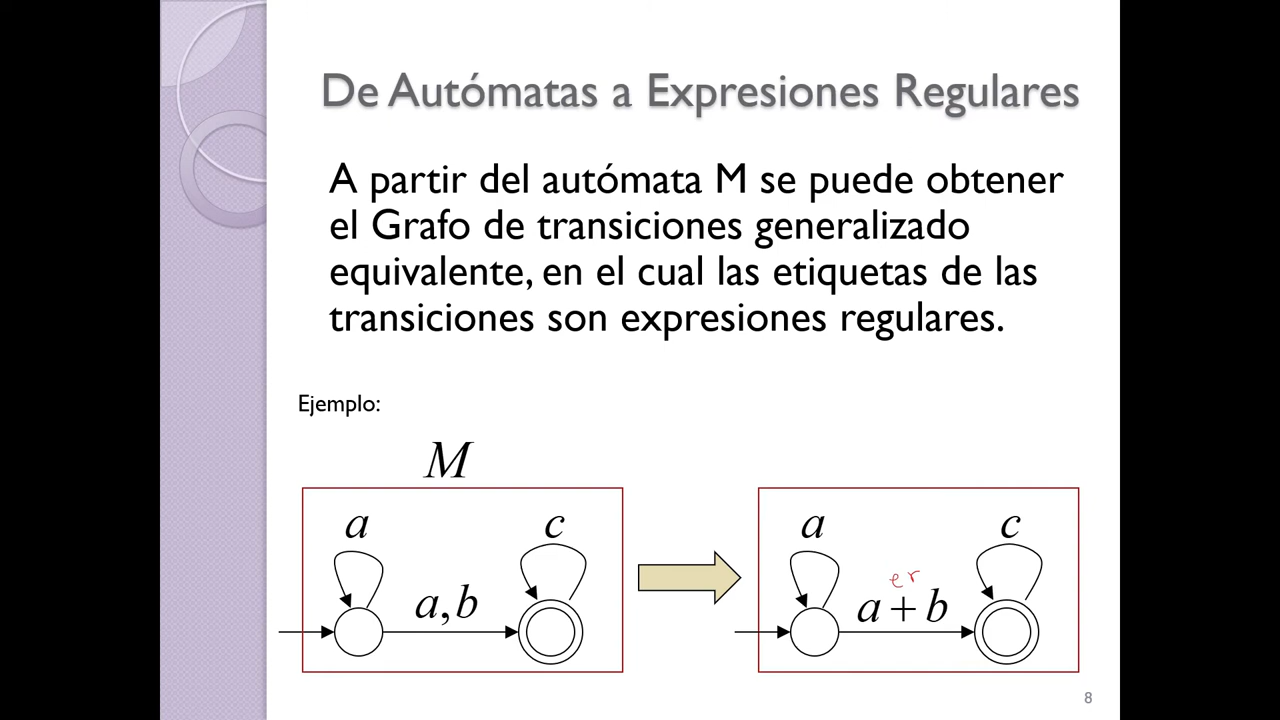 De Autómatas a Expresiones Regulares
A partir del autómata M se puede obtener
el Grafo de transiciones generalizado
equivalente, en el cual las etiquetas de las
transiciones son expresiones regulares.
Ejemplo:
M
a c
a,b
a c
er
a + b
8